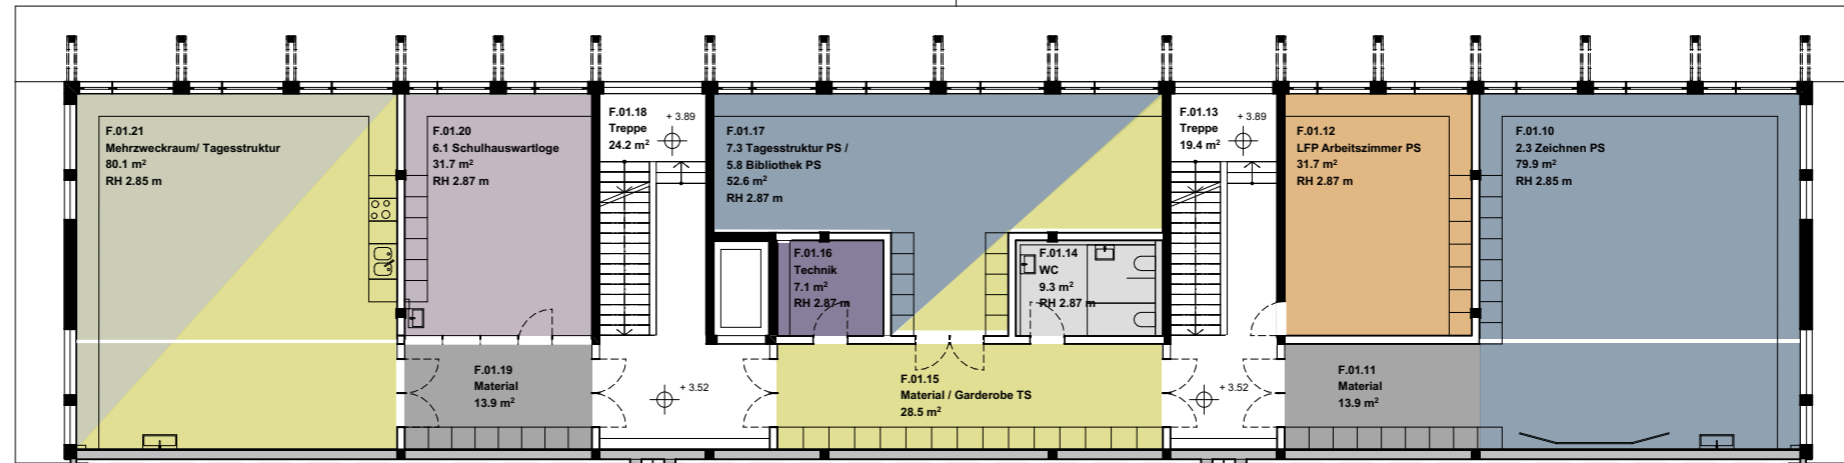 F.01.21
Mehrzweckraum/ Tagesstruktur
80.1 m²
RH 2.85 m
F.01.20
6.1 Schulhauswartloge
31.7 m²
RH 2.87 m
F.01.18
Treppe
24.2 m²
+ 3.89
F.01.17
7.3 Tagesstruktur PS /
5.8 Bibliothek PS
52.6 m²
RH 2.87 m
F.01.13
Treppe
19.4 m²
+ 3.89
F.01.12
LFP Arbeitszimmer PS
31.7 m²
RH 2.87 m
F.01.10
2.3 Zeichnen PS
79.9 m²
RH 2.85 m
F.01.16
Technik
7.1 m²
RH 2.87 m
F.01.14
WC
9.3 m²
RH 2.87 m
F.01.19
Material
13.9 m²
+ 3.52
F.01.15
Material / Garderobe TS
28.5 m²
+ 3.52
F.01.11
Material
13.9 m²